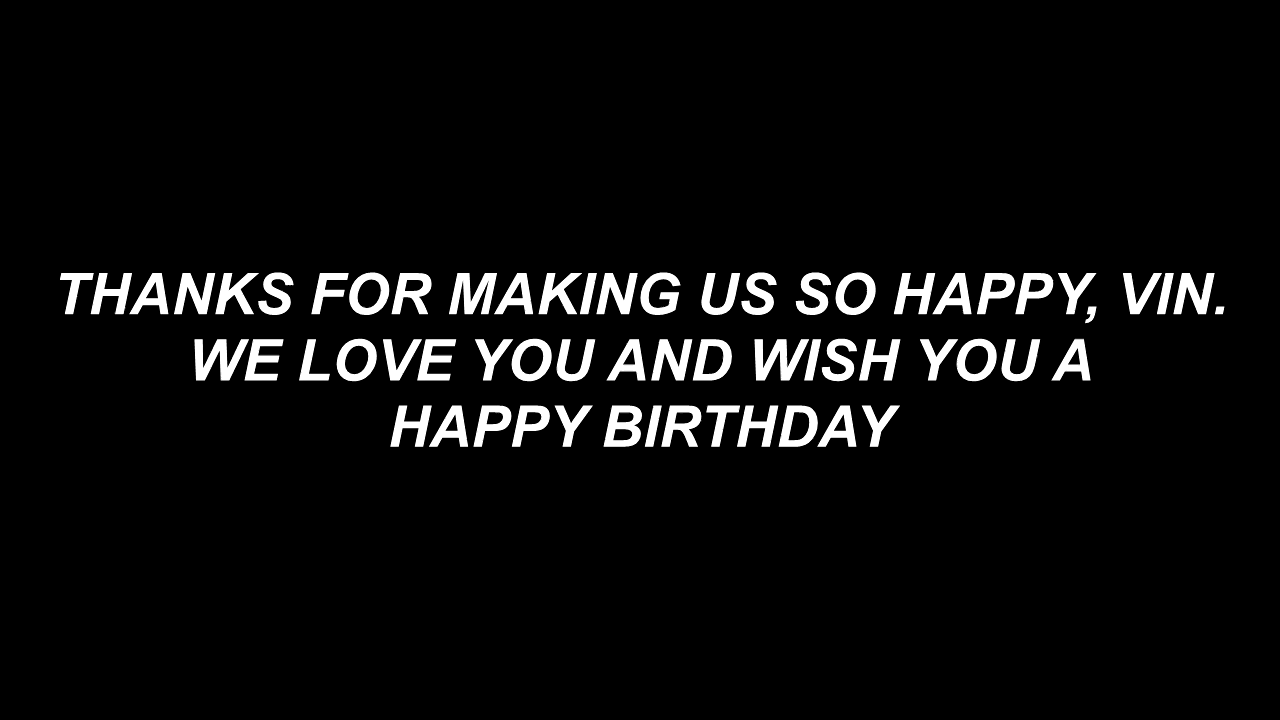 THANKS FOR MAKING US SO HAPPY, VIN.
WE LOVE YOU AND WISH YOU A
HAPPY BIRTHDAY